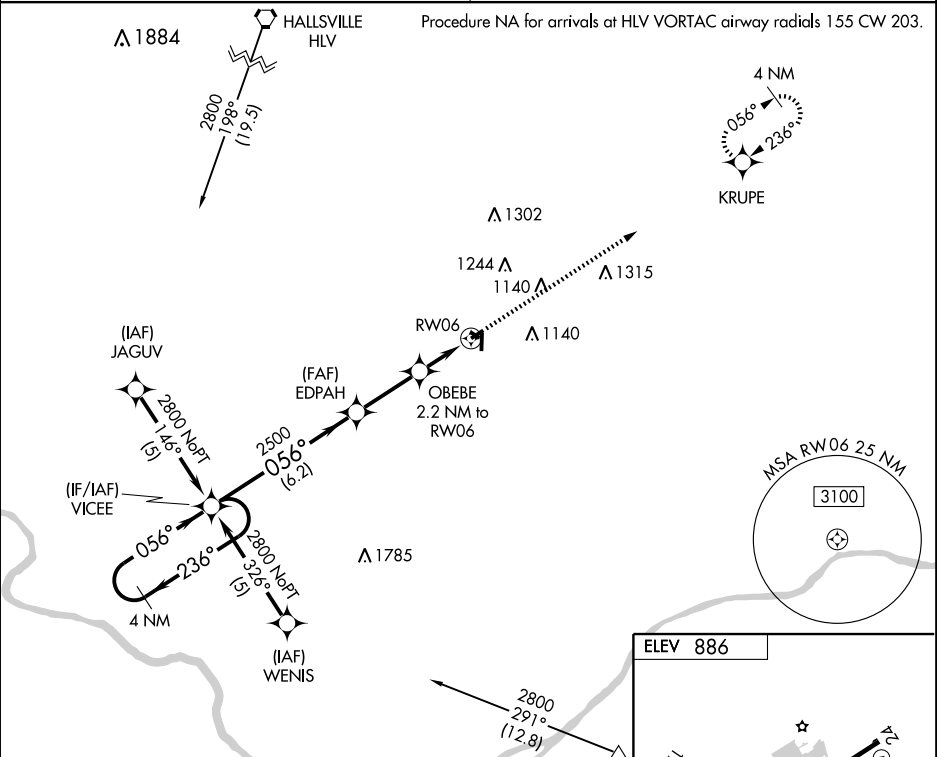 Procedure NA for arrivals at HLV VORTAC airway radials 155 CW 203.
HALLSVILLE
HLV
1884
2800
198°
(19.5)
4 NM
056°
236°
KRUPE
1302
1244
1140
1315
RW06
1140
(IAF)
JAGUV
(FAF)
EDPAH
OBEBE
2.2 NM to
RW06
2800 NoPT
146°
(5)
2500
056°
(6.2)
(IF/IAF)
VICEE
056°
236°
4 NM
2800 NoPT
326°
(5)
1785
(IAF)
WENIS
MSA RW06 25 NM
3100
2800
291°
(12.8)
ELEV 886
24